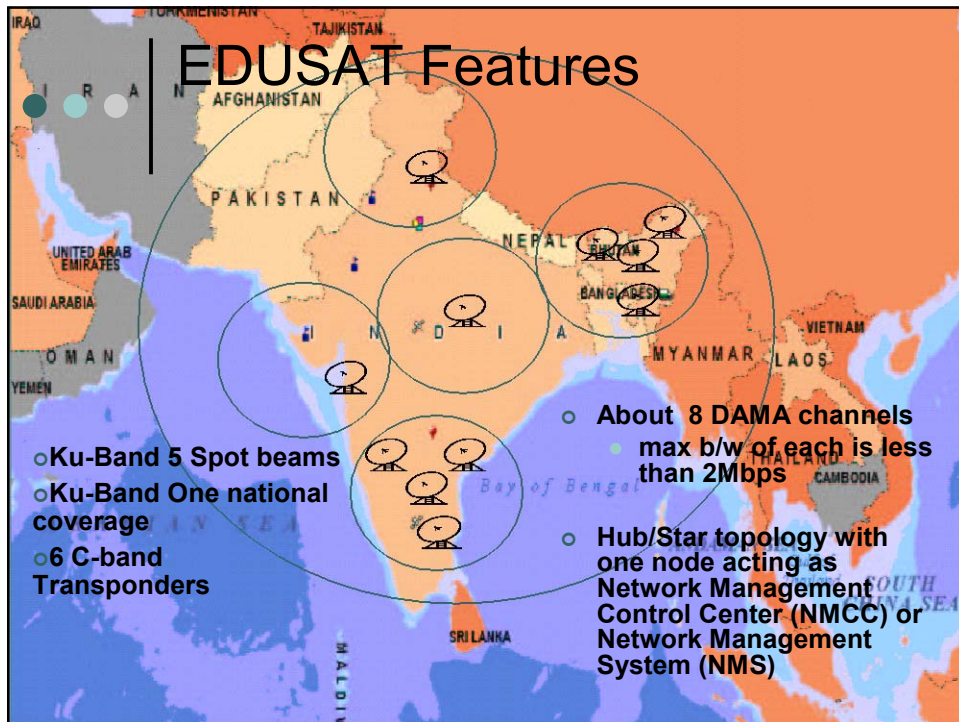 EDUSAT Features
IRAQ
TURKMENISTAN
TAJIKISTAN
I R A N
AFGHANISTAN
PAKISTAN
NEPAL
BHUTAN
UNITED ARAB
EMIRATES
BANGLADESH
SAUDI ARABIA
I N D I A
VIETNAM
OMAN
MYANMAR
LAOS
YEMEN
Ku-Band 5 Spot beams
Ku-Band One national
coverage
6 C-band
Transponders
About 8 DAMA channels
max b/w of each is less
than 2Mbps
Hub/Star topology with
one node acting as
Network Management
Control Center (NMCC) or
Network Management
System (NMS)
THAILAND
CAMBODIA
Bay of Bengal
SEA
SOUTH
CHINA SEA
SRI LANKA